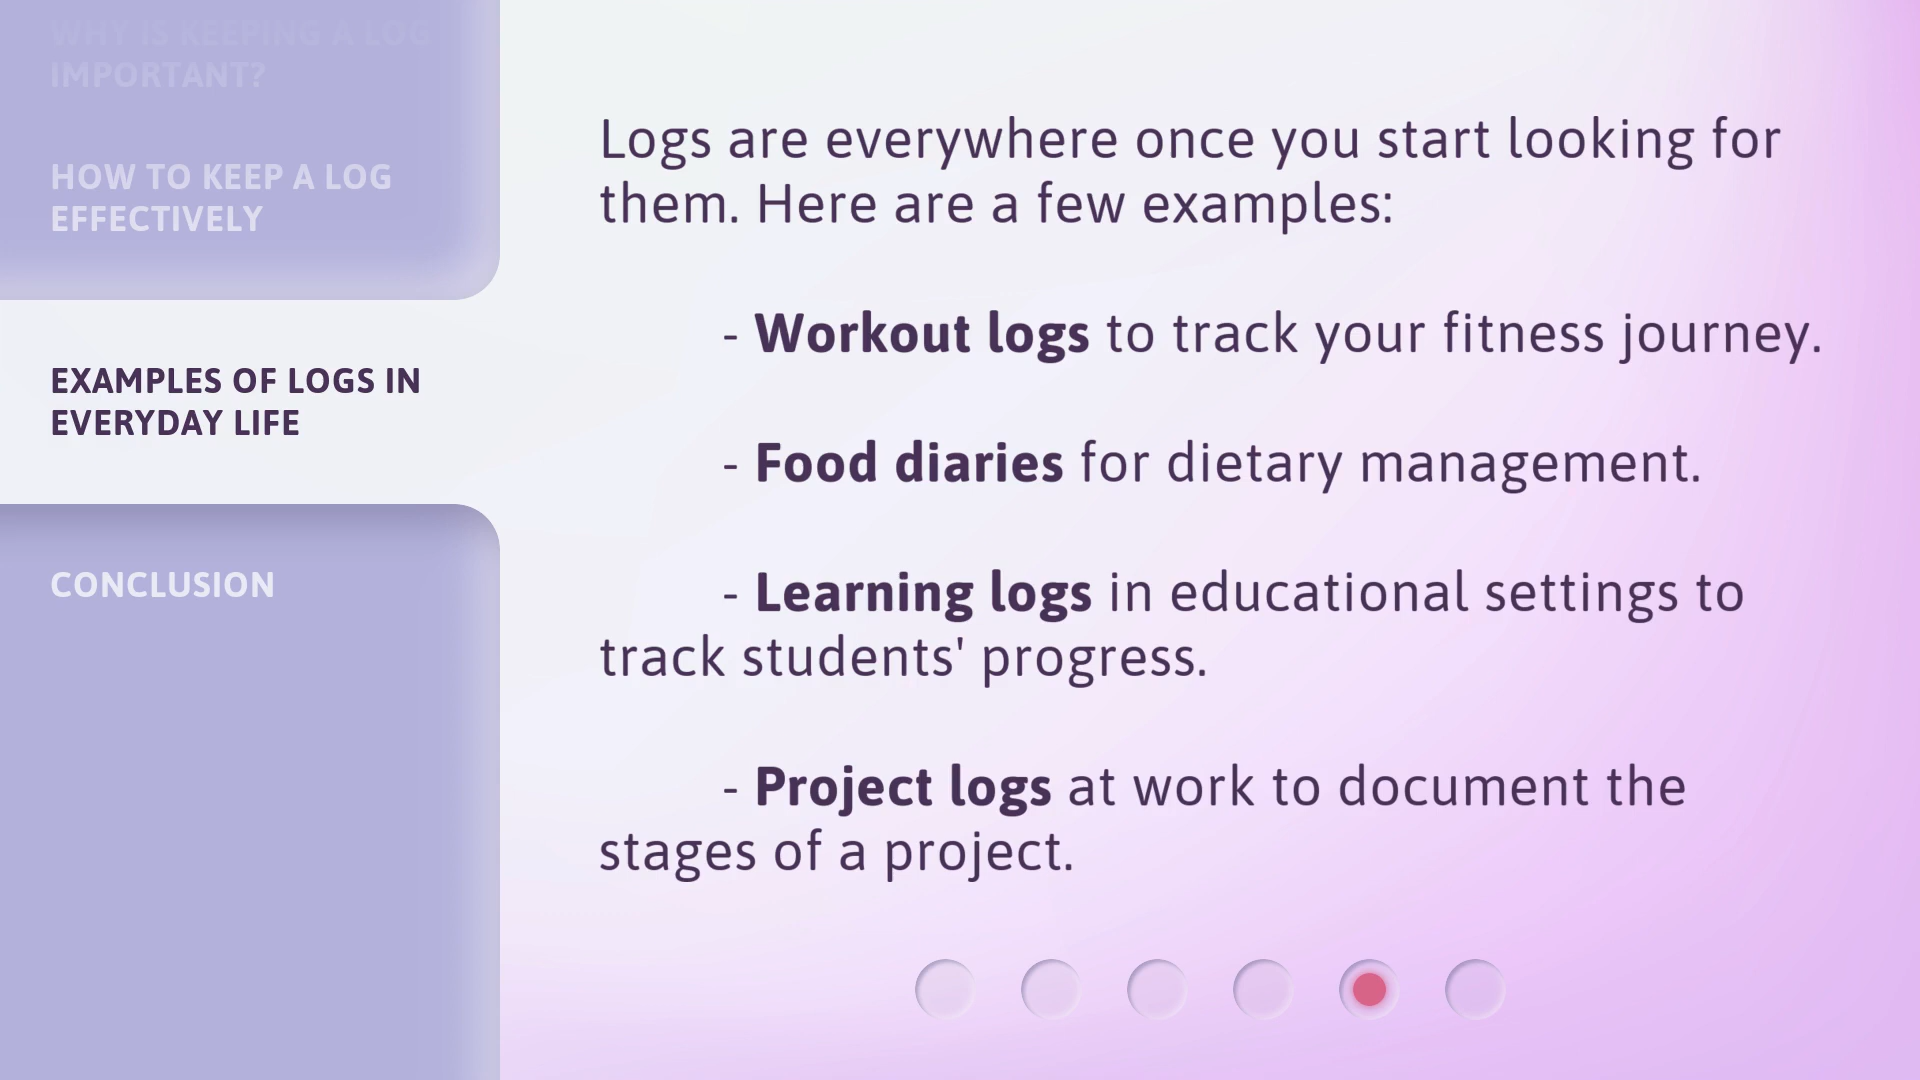 WHY IS KEEPING A LOG
IMPORTANT?
HOW TO KEEP A LOG
EFFECTIVELY
EXAMPLES OF LOGS IN
EVERYDAY LIFE
CONCLUSION
Logs are everywhere once you start looking for
them. Here are a few examples:
- Workout logs to track your fitness journey.
- Food diaries for dietary management.
- Learning logs in educational settings to
track students' progress.
- Project logs at work to document the
stages of a project.